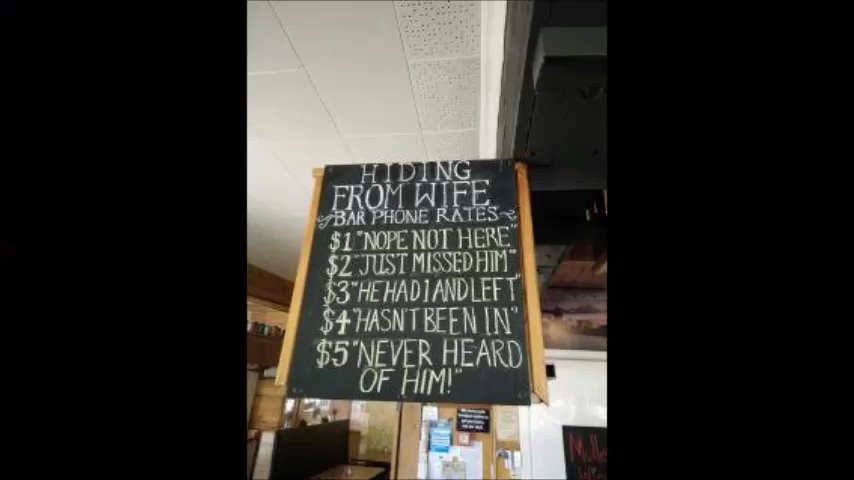 HIDING
FROM WIFE
BAR PHONE RATES
$1 "NOPE NOT HERE"
$2 "JUST MISSED HIM"
$3 "HE HAD 1 AND LEFT"
$4 "HASNT BEEN IN"
$5 "NEVER HEARD
OF HIM!"